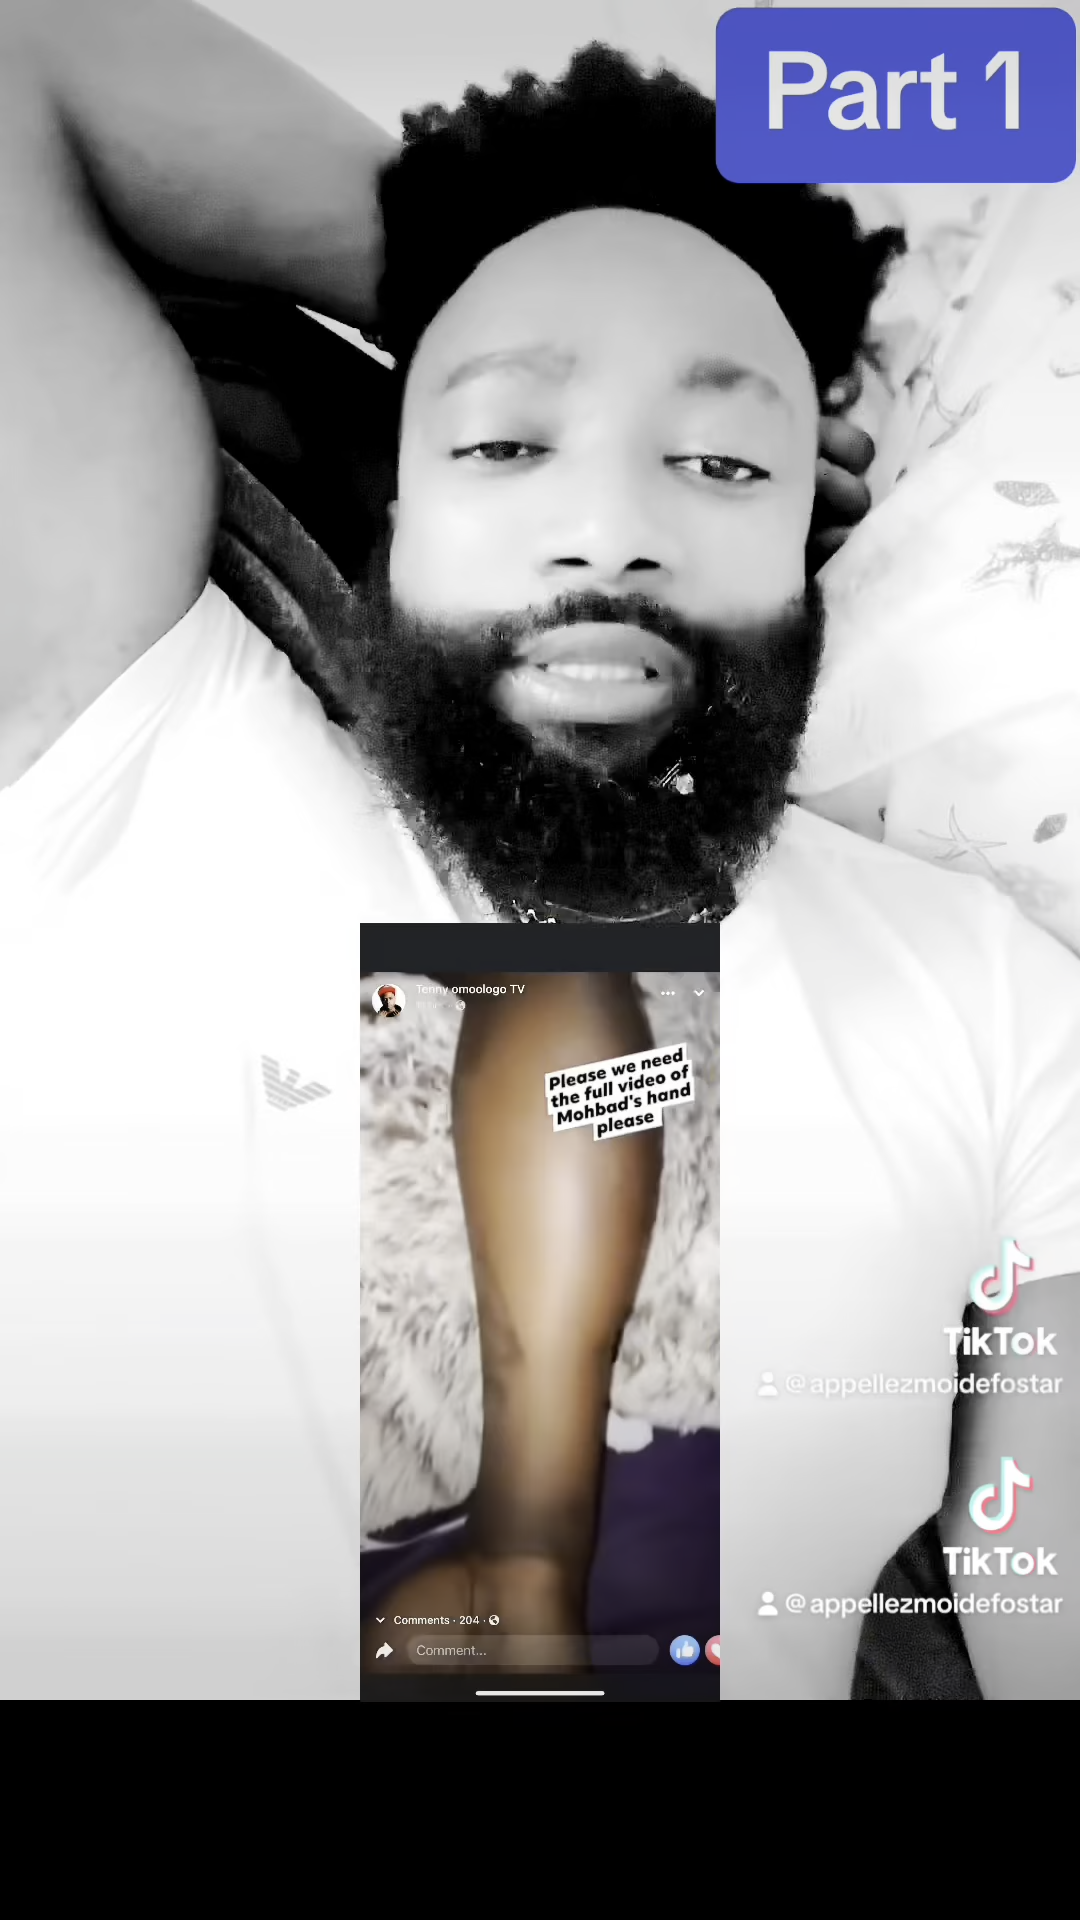 Part 1
Tenny omoologo TV
Please we need
the full video of
Mohbad's hand
please
TikTok
@appellezmoidefostar
TikTok
@appellezmoidefostar
Comments · 204 ·
Comment...